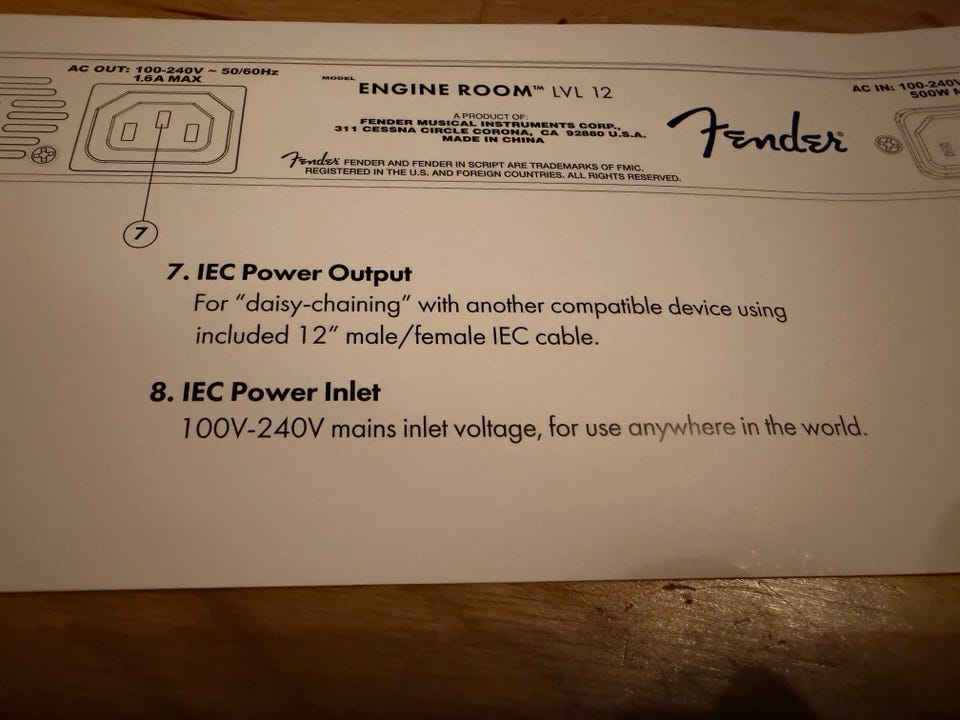 AC OUT: 100-240V ~ 50/60Hz
1.6A MAX
MODEL
ENGINE ROOM™ LVL 12
A PRODUCT OF:
FENDER MUSICAL INSTRUMENTS CORP.,
311 CESSNA CIRCLE CORONA, CA 92880 U.S.A.
MADE IN CHINA
Fender FENDER AND FENDER IN SCRIPT ARE TRADEMARKS OF FMIC.
REGISTERED IN THE U.S. AND FOREIGN COUNTRIES. ALL RIGHTS RESERVED.
Fender®
AC IN: 100-240V
500W
7
7. IEC Power Output
For “daisy-chaining” with another compatible device using
included 12” male/female IEC cable.
8. IEC Power Inlet
100V-240V mains inlet voltage, for use anywhere in the world.